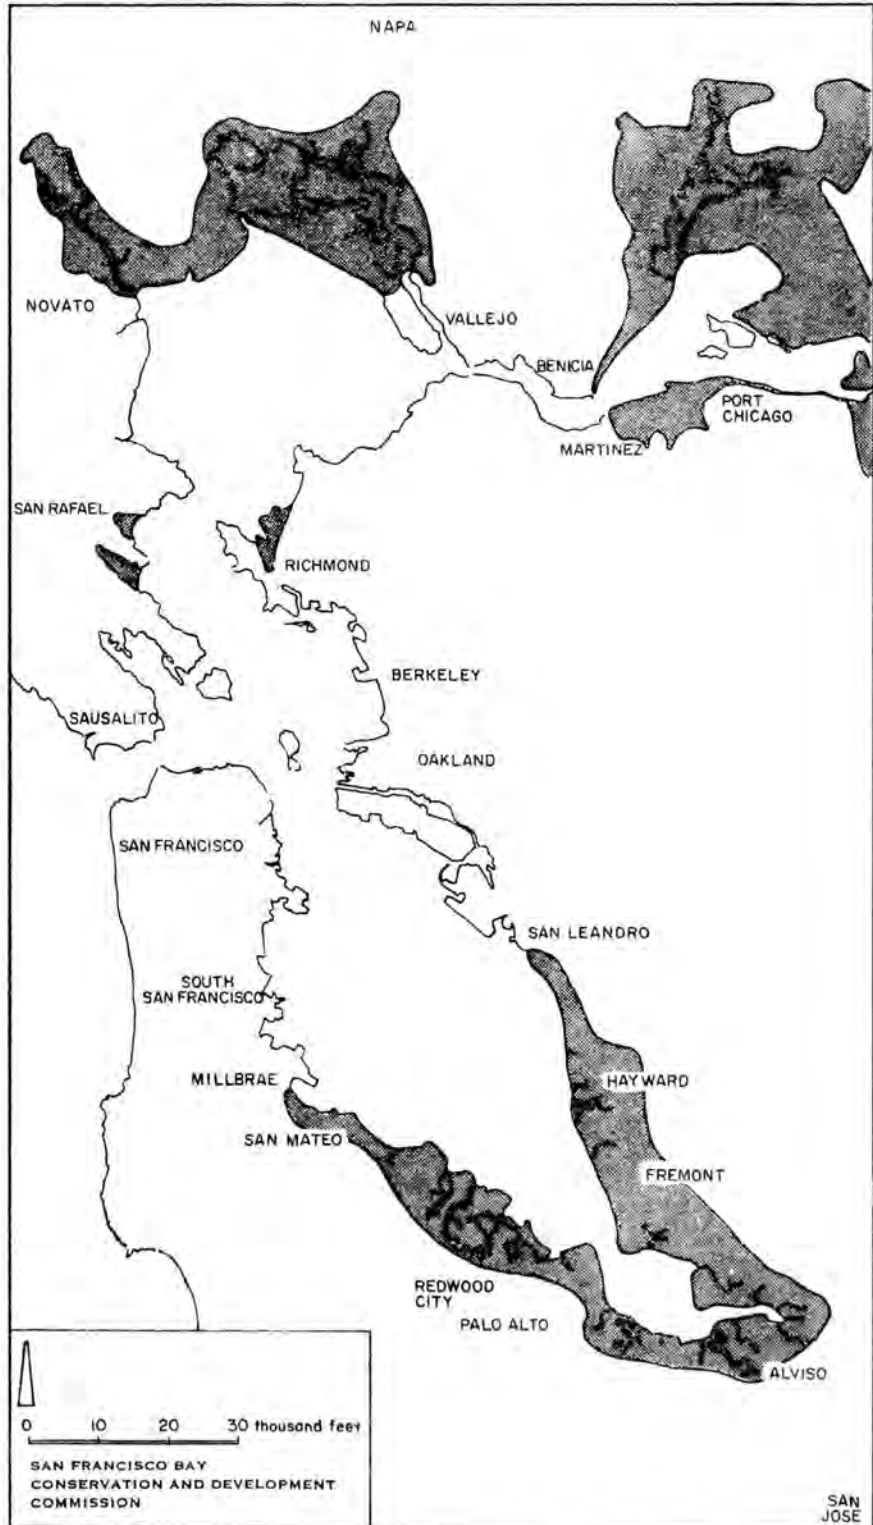 NAPA
NOVATO
VALLEJO
BENICIA
PORT
CHICAGO
MARTINEZ
SAN RAFAEL
RICHMOND
BERKELEY
SAUSALITO
OAKLAND
SAN FRANCISCO
SAN LEANDRO
SOUTH
SAN FRANCISCO
MILLBRAE
HAYWARD
SAN MATEO
FREMONT
REDWOOD
CITY
PALO ALTO
ALVISO
0 10 20 30 thousand feet
SAN FRANCISCO BAY
CONSERVATION AND DEVELOPMENT
COMMISSION
SAN
JOSE